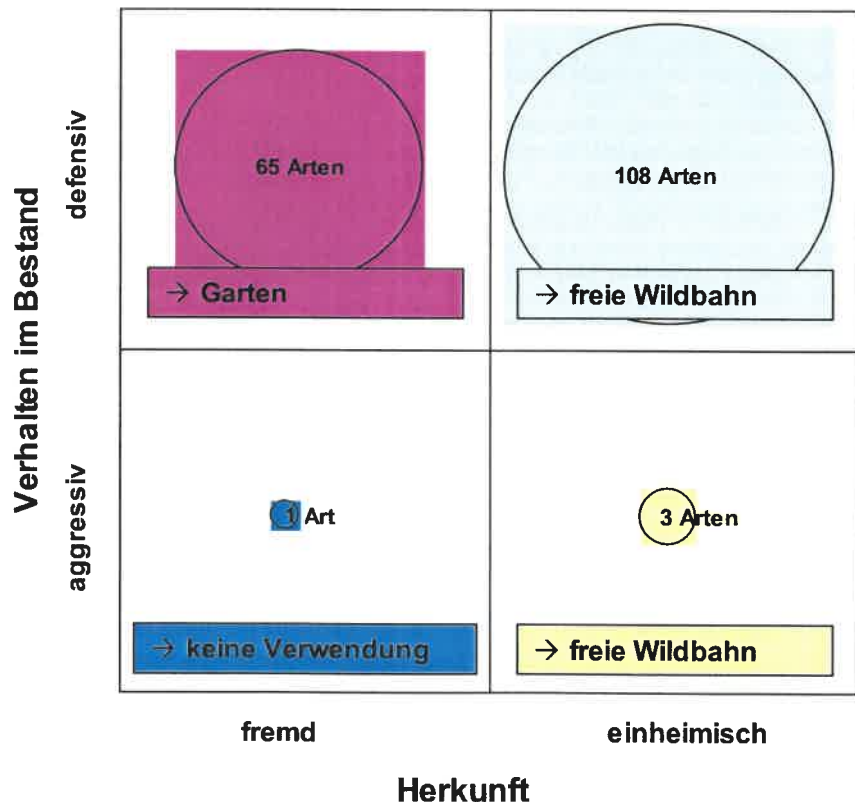 Verhalten im Bestand
defensiv
65 Arten
→ Garten
108 Arten
→ freie Wildbahn
aggressiv
1 Art
→ keine Verwendung
3 Arten
→ freie Wildbahn
fremd
einheimisch
Herkunft